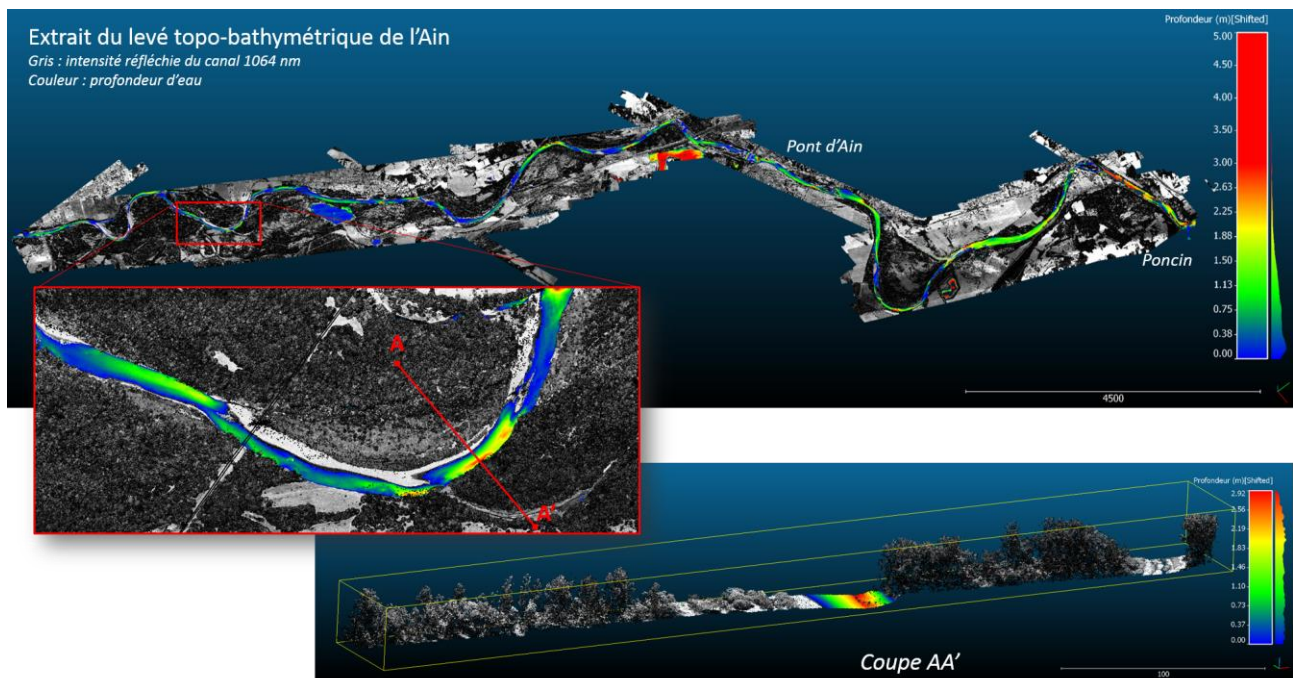 Extrait du levé topo-bathymétrique de l’Ain
Gris : intensité réfléchie du canal 1064 nm
Couleur : profondeur d’eau
Profondeur (m)[Shifted]
5.00
4.50
4.00
3.50
3.00
2.63
2.25
1.88
1.50
1.13
0.75
0.38
0.00
Pont d’Ain
Poncin
4500
A
A’
Profondeur (m)[Shifted]
2.92
2.56
2.19
1.83
1.46
1.10
0.73
0.37
0.00
Coupe AA’
100